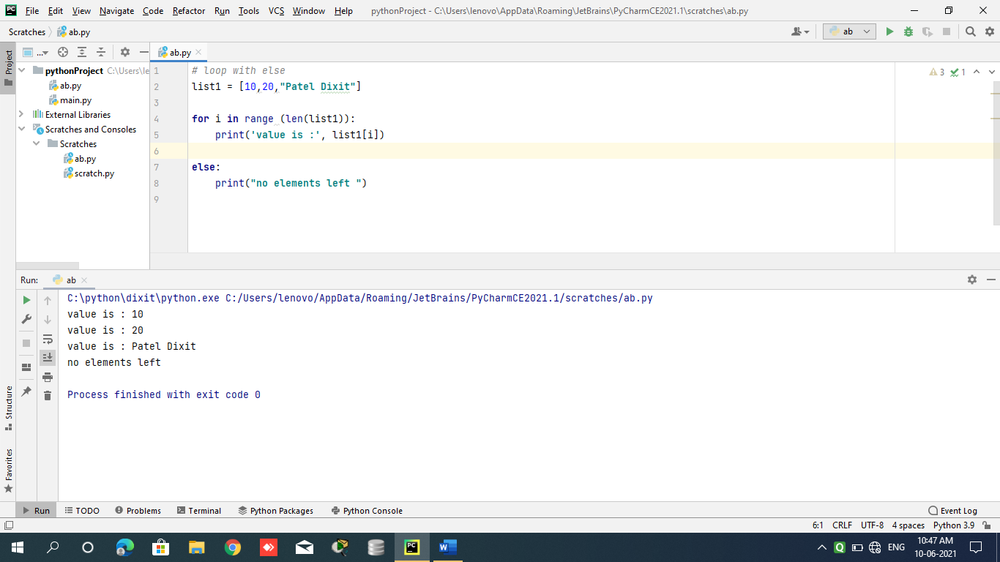 PC File Edit View Navigate Code Refactor Run Tools VCS Window Help pythonProject - C:\Users\lenovo\AppData\Roaming\JetBrains\PyCharmCE2021.1\scratches\ab.py
Scratches ab.py ab
Project
... ab.py
pythonProject C:\Users\le
ab.py
main.py
External Libraries
Scratches and Consoles
Scratches
ab.py
scratch.py
1 # loop with else
2 list1 = [10,20,"Patel Dixit"]
3
4 for i in range (len(list1)):
5 print('value is :', list1[i])
6
7 else:
8 print("no elements left ")
9
3 1
Run: ab
C:\python\dixit\python.exe C:/Users/lenovo/AppData/Roaming/JetBrains/PyCharmCE2021.1/scratches/ab.py
value is : 10
value is : 20
value is : Patel Dixit
no elements left
Process finished with exit code 0
Structure
Favorites
Run TODO Problems Terminal Python Packages Python Console Event Log
6:1 CRLF UTF-8 4 spaces Python 3.9
PC W Q ENG 10:47 AM
10-06-2021